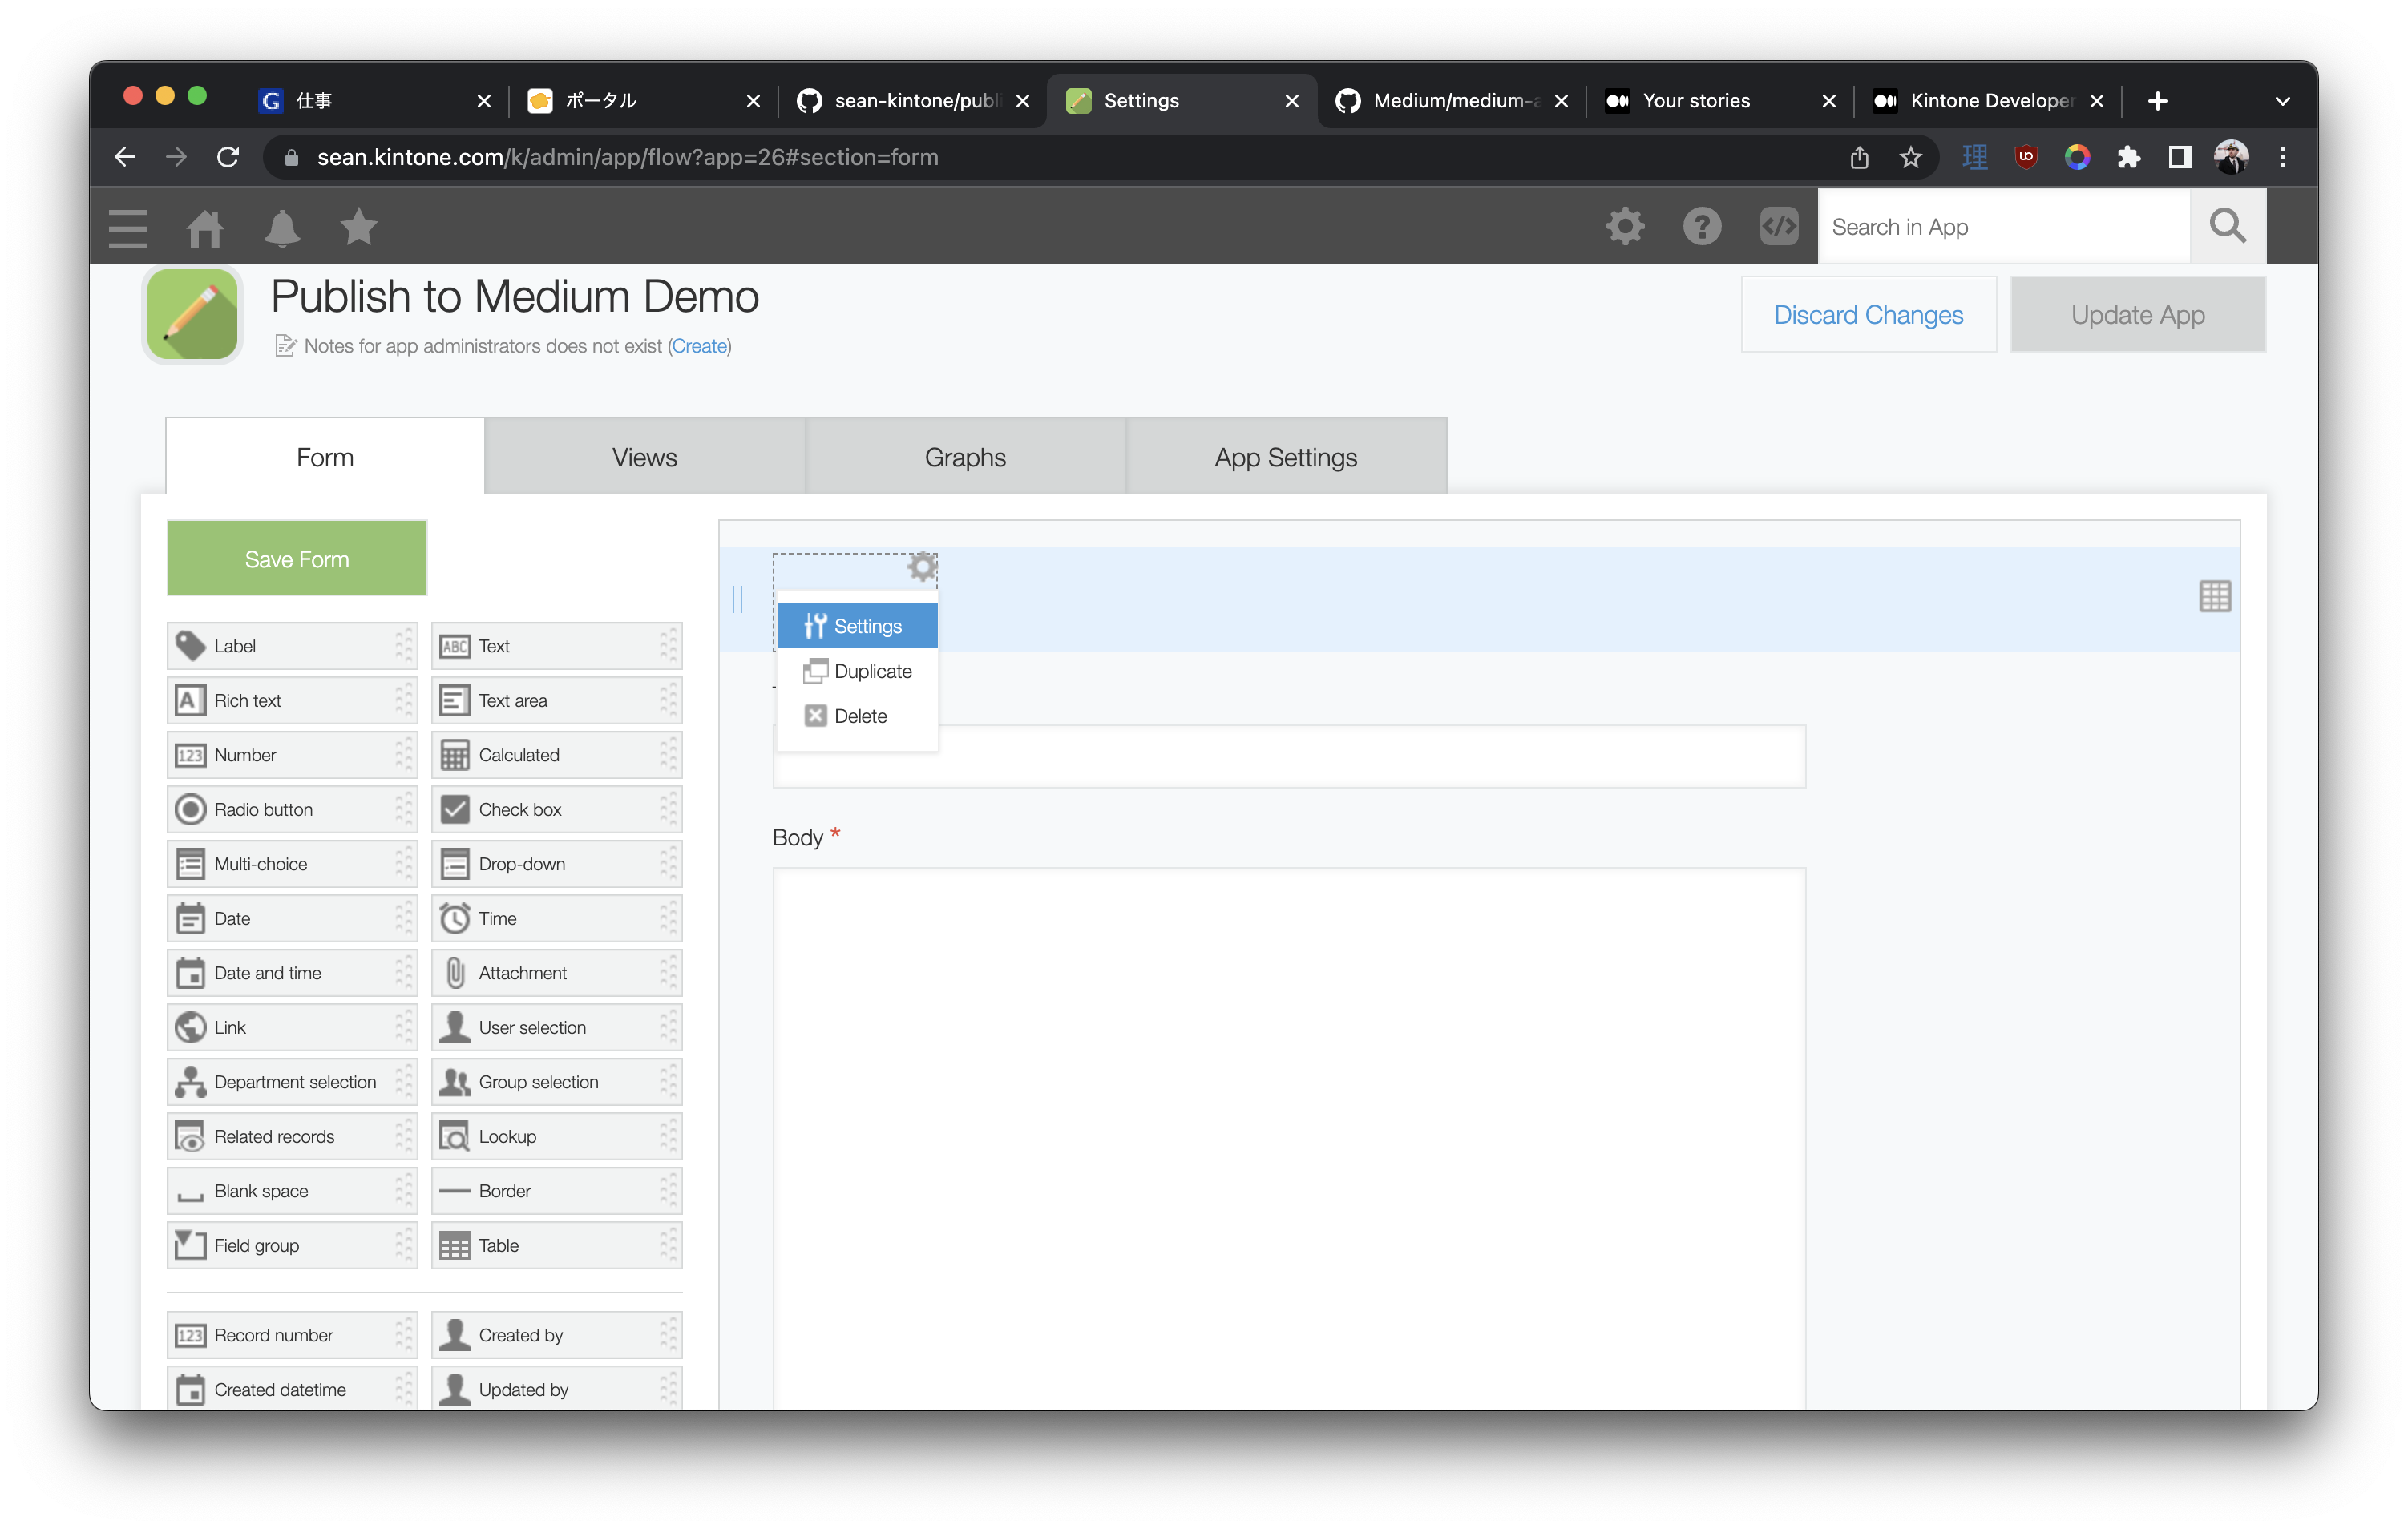 仕事
ポータル
sean-kintone/publi
Settings
Medium/medium-a
Your stories
Kintone Developer
sean.kintone.com/k/admin/app/flow?app=26#section=form
理
Search in App
Publish to Medium Demo
Notes for app administrators does not exist (Create)
Discard Changes
Update App
Form
Views
Graphs
App Settings
Save Form
Settings
Duplicate
Delete
Body *
Label
ABC Text
A Rich text
Text area
123 Number
Calculated
Radio button
Check box
Multi-choice
Drop-down
Date
Time
Date and time
Attachment
Link
User selection
Department selection
Group selection
Related records
Lookup
Blank space
Border
Field group
Table
123 Record number
Created by
Created datetime
Updated by